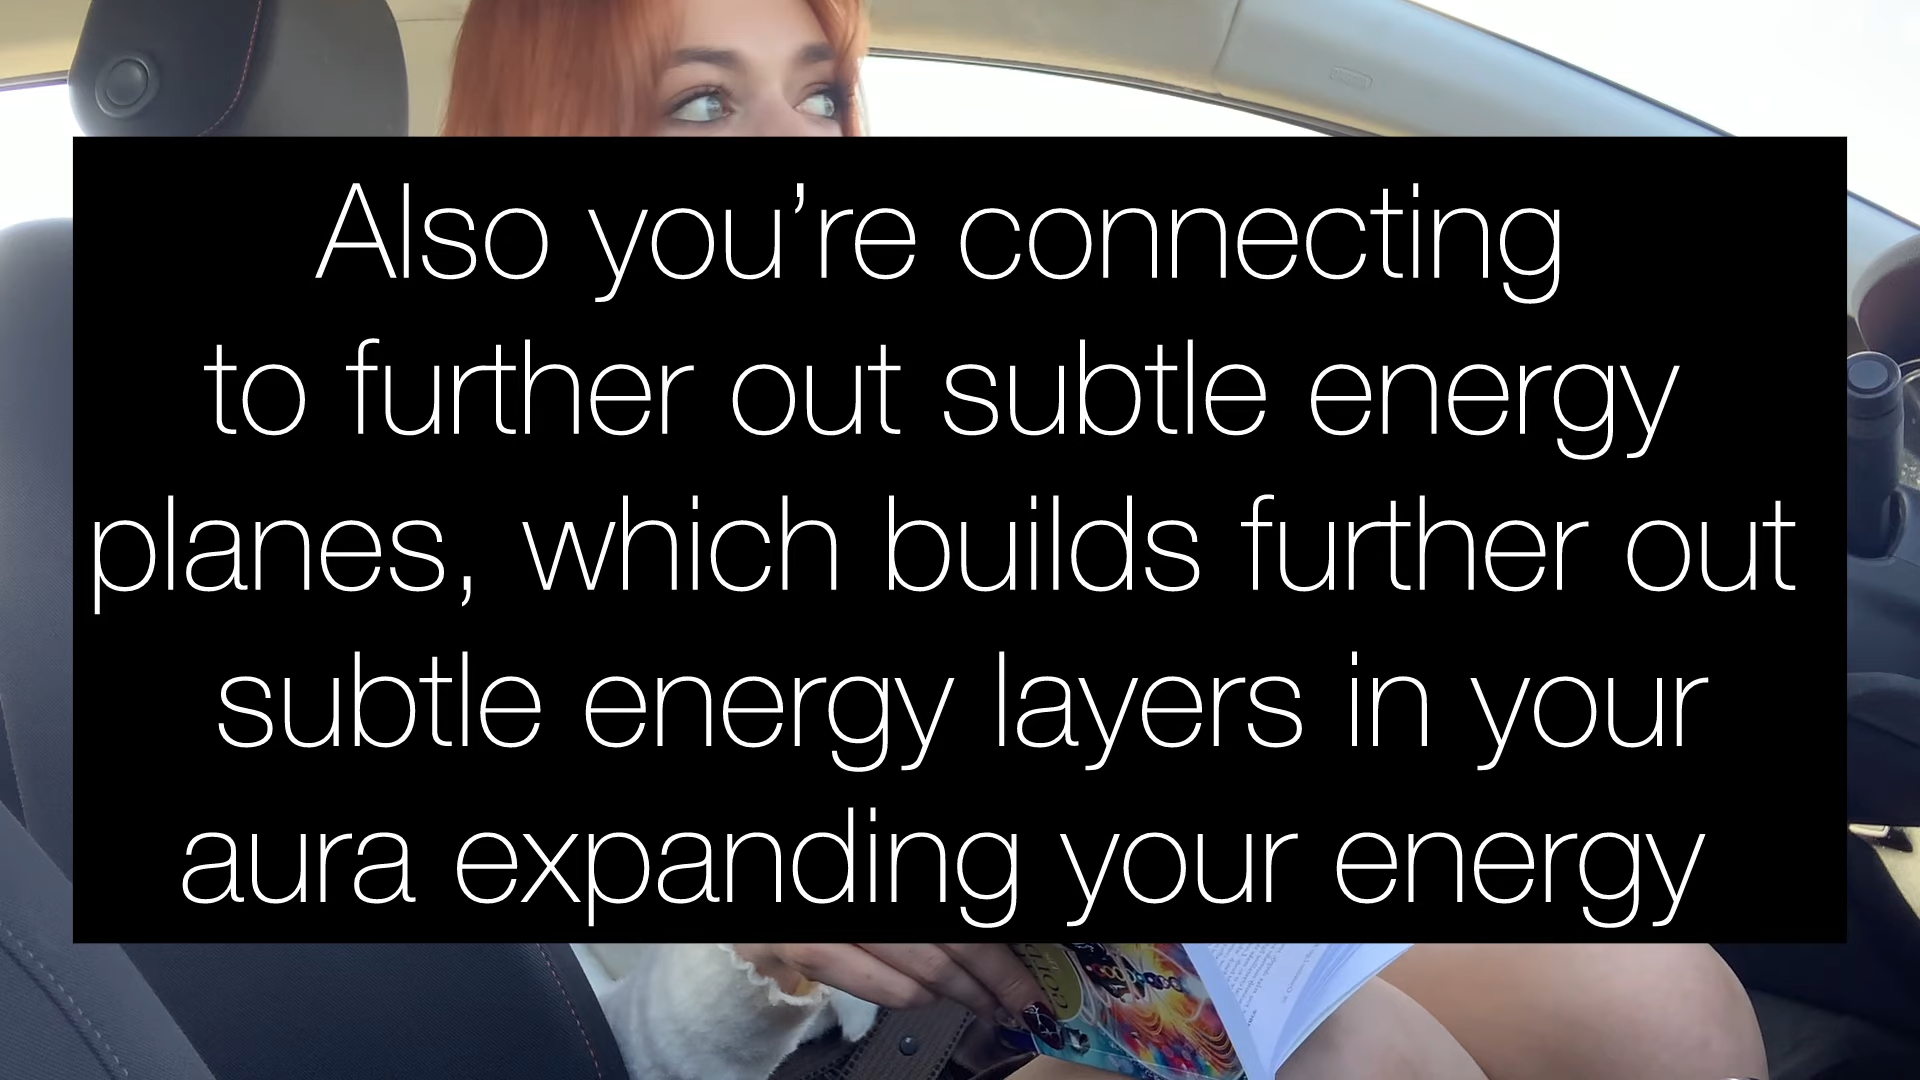 Also you’re connecting
to further out subtle energy
planes, which builds further out
subtle energy layers in your
aura expanding your energy